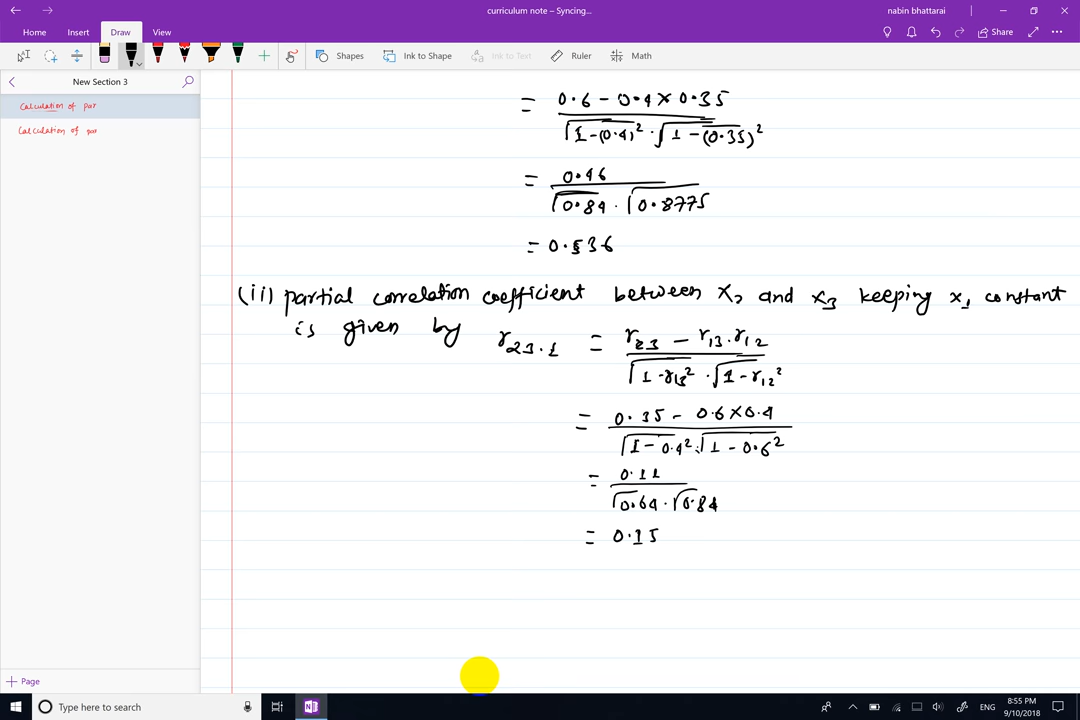 curriculum note – Syncing...
nabin bhattarai
Home Insert Draw View
Share
Shapes Ink to Shape Ink to Text Ruler Math
New Section 3
Calculation of par
Calculation of par
= 0.6 - 0.4 × 0.35
√1-(0.4)² · √1-(0.35)²
= 0.46
√0.84 · √0.8775
= 0.536
(ii) partial correlation coefficient between x₂ and x₃ keeping x₁ constant
is given by r₂₃.₁ = r₂₃ - r₁₃.r₁₂
√1-r₁₃² · √1-r₁₂²
= 0.35 - 0.6×0.4
√1-0.4² · √1-0.6²
= 0.11
√0.64 · √0.84
= 0.15
+ Page
Type here to search
ENG
8:55 PM
9/10/2018